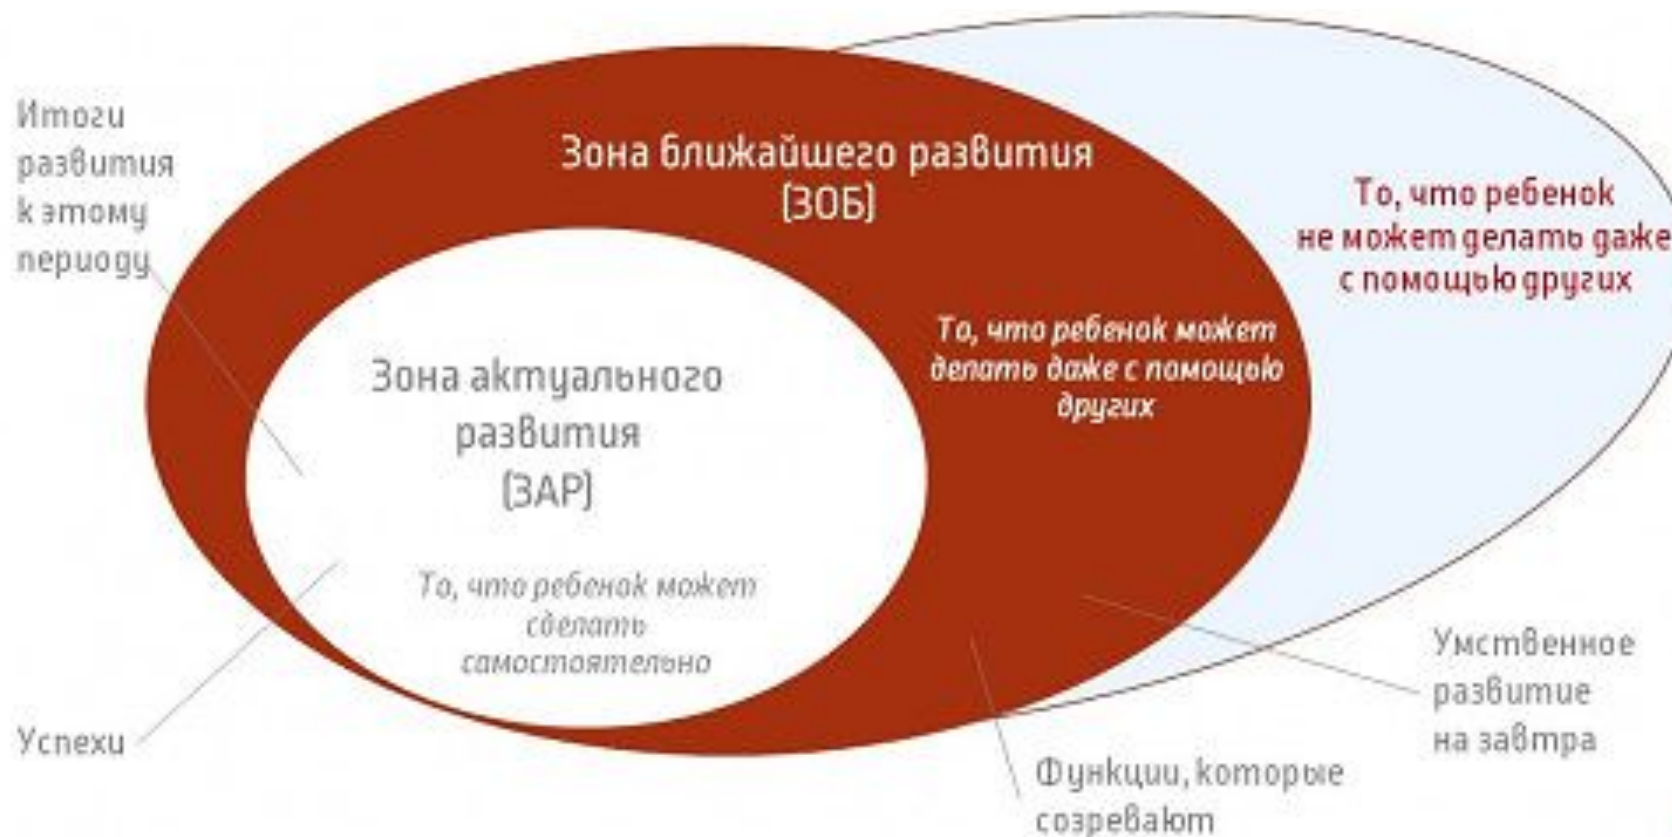 Итоги
развития
к этому
периоду
Зона ближайшего развития
(ЗОБ)
То, что ребенок
не может делать даже
с помощью других
То, что ребенок может
делать даже с помощью
других
Зона актуального
развития
(ЗАР)
То, что ребенок может
сделать
самостоятельно
Успехи
Функции, которые
созревают
Умственное
развитие
на завтра